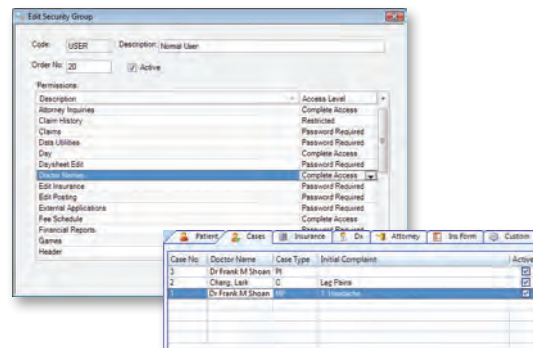 Edit Security Group
Code: USER Description: Normal User
Order No: 20 Active
Permissions:
Description Access Level
Attorney Inquiries Complete Access
Claim History Restricted
Claims Password Required
Data Utilities Password Required
Day Complete Access
Daysheet Edit Password Required
Doctor Names Complete Access
Edit Insurance Password Required
Edit Posting Password Required
External Applications Password Required
Fee Schedule Complete Access
Financial Reports Password Required
Games
Header
Patient Cases Insurance Dx Attorney Ins Form Custom
Case No Doctor Name Case Type Initial Complaint Active
3 Dr Frank M Shoan PI
2 Chang, Lark C Leg Pains
1 Dr Frank M Shoan Headache